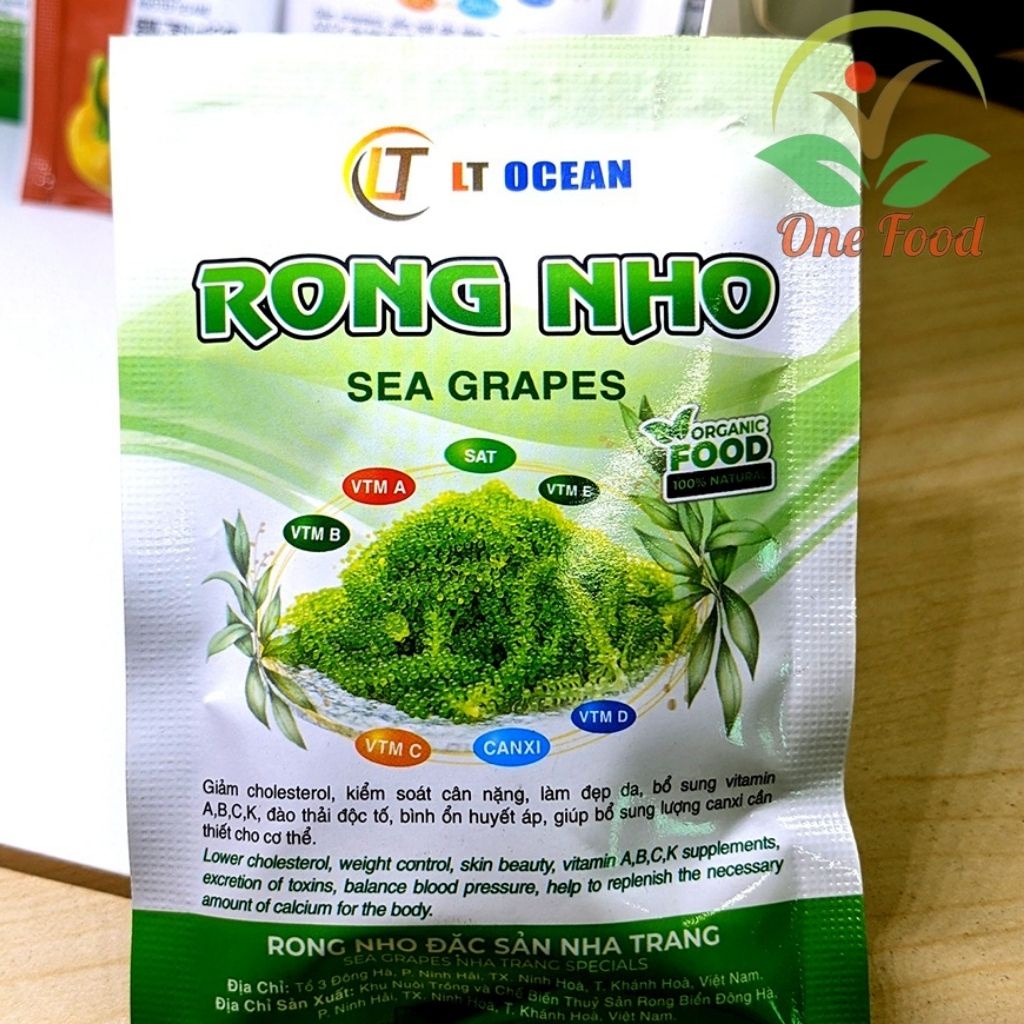 One Food
LT LT OCEAN
RONG NHO
SEA GRAPES
ORGANIC
FOOD
100% NATURAL
SAT
VTM A
VTM E
VTM B
VTM D
VTM C
CANXI
Giảm cholesterol, kiểm soát cân nặng, làm đẹp da, bổ sung vitamin
A,B,C,K, đào thải độc tố, bình ổn huyết áp, giúp bổ sung lượng canxi cần
thiết cho cơ thể.
Lower cholesterol, weight control, skin beauty, vitamin A,B,C,K supplements,
excretion of toxins, balance blood pressure, help to replenish the necessary
amount of calcium for the body.
RONG NHO ĐẶC SẢN NHA TRANG
SEA GRAPES NHA TRANG SPECIALS
Địa Chỉ: Tổ 3 Đông Hà, P. Ninh Hải, TX. Ninh Hoà, T. Khánh Hoà, Việt Nam.
Địa Chỉ Sản Xuất: Khu Nuôi Trồng và Chế Biến Thuỷ Sản Rong Biển Đông Hà,
P. Ninh Hải, TX. Ninh Hoà, T. Khánh Hoà, Việt Nam.